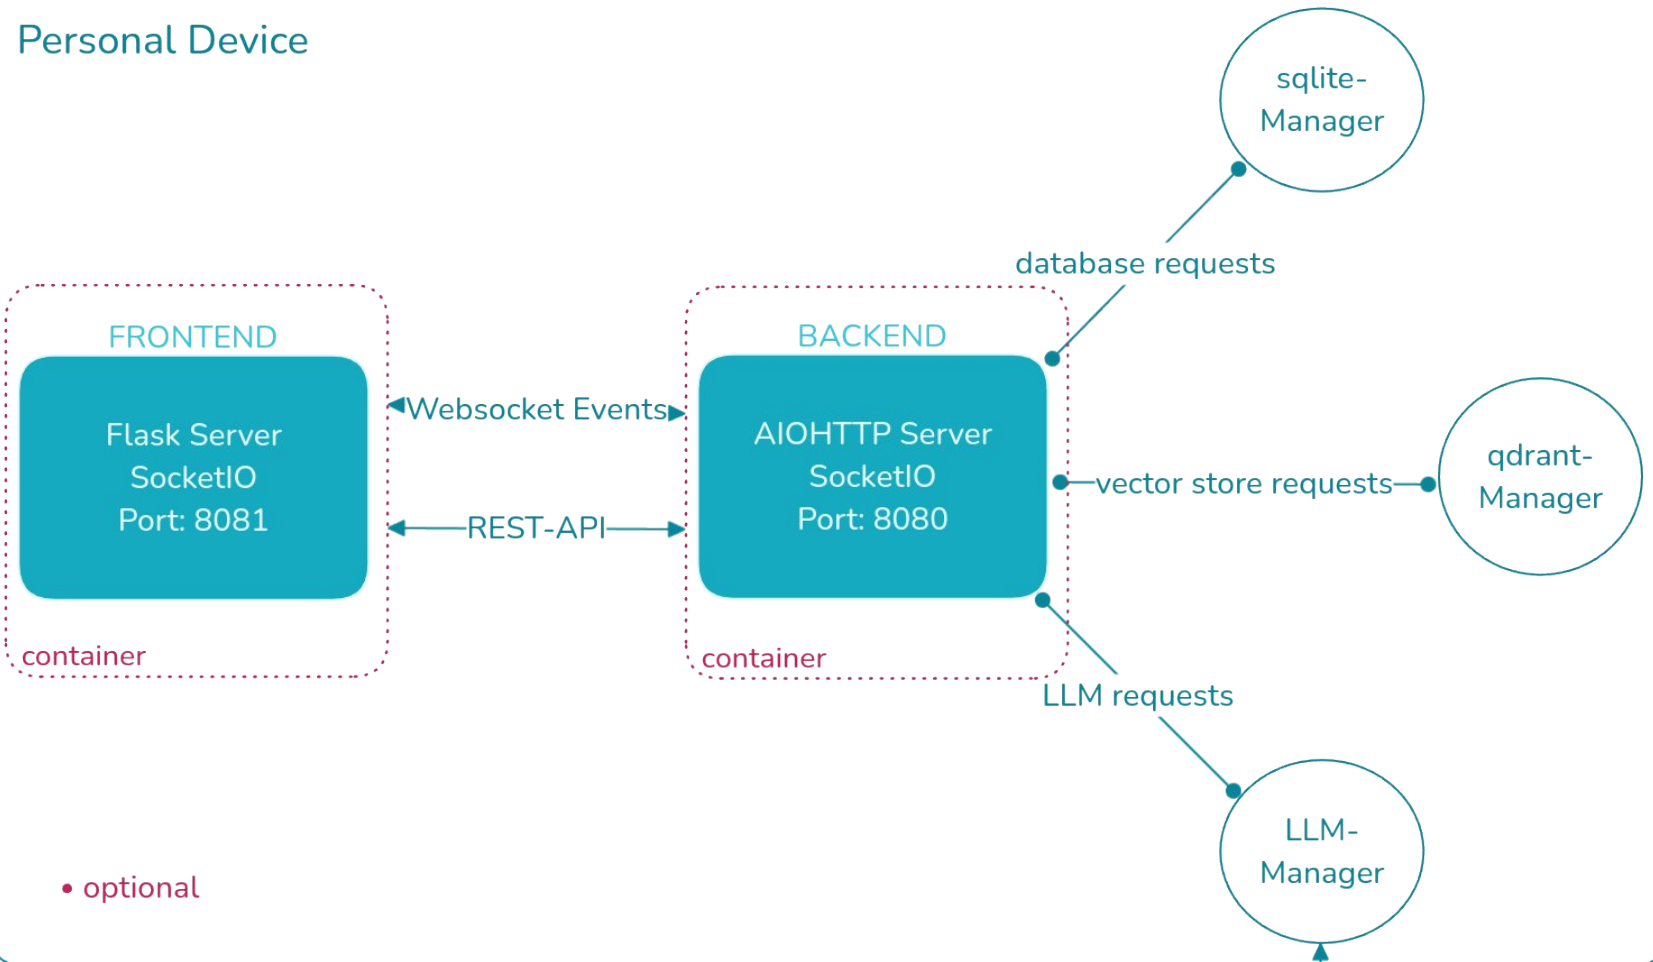 Personal Device
sqlite-
Manager
database requests
FRONTEND
BACKEND
Flask Server
SocketIO
Port: 8081
Websocket Events
REST-API
AIOHTTP Server
SocketIO
Port: 8080
vector store requests
qdrant-
Manager
container
container
LLM requests
LLM-
Manager
• optional